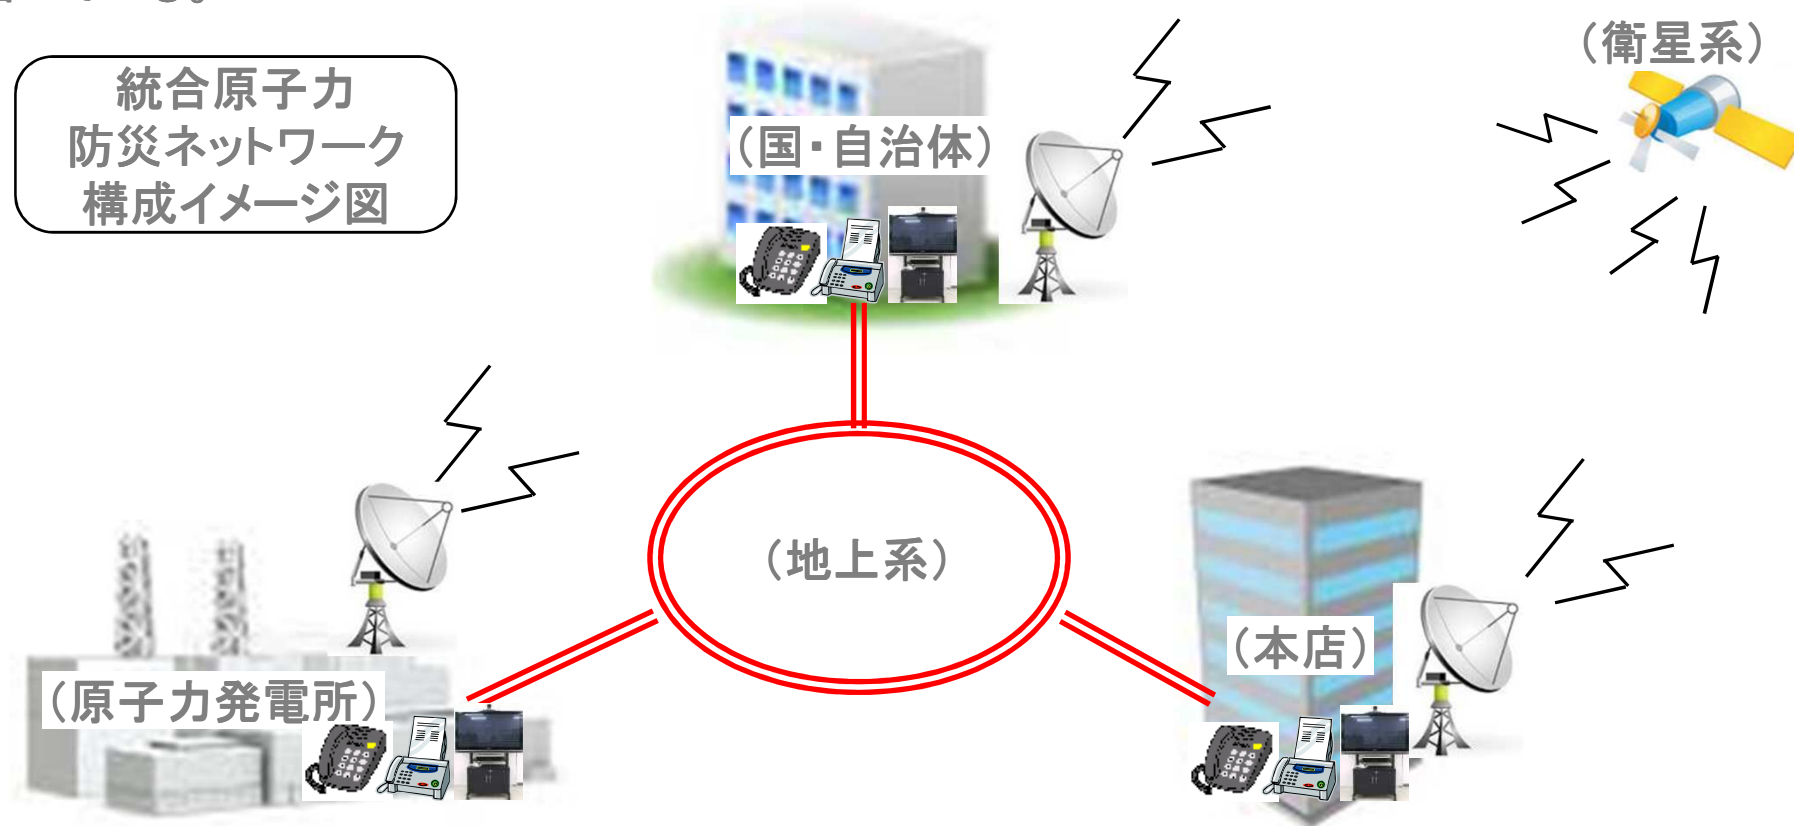 統合原子力
防災ネットワーク
構成イメージ図
（国・自治体）
（衛星系）
（地上系）
（原子力発電所）
（本店）